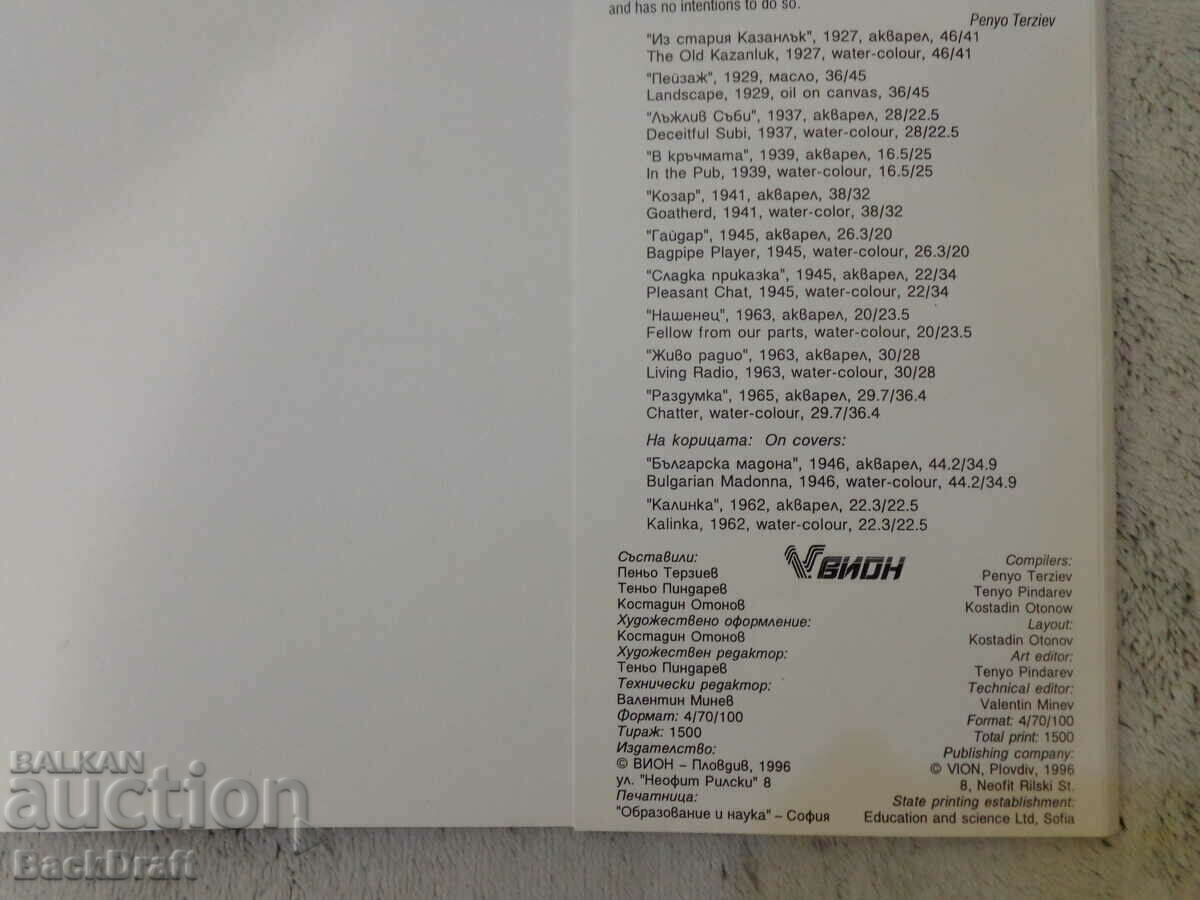 and has no intentions to do so.
Penyo Terziev
"Из стария Казанлък", 1927, акварел, 46/41
The Old Kazanluk, 1927, water-colour, 46/41
"Пейзаж", 1929, масло, 36/45
Landscape, 1929, oil on canvas, 36/45
"Лъжлив Съби", 1937, акварел, 28/22.5
Deceitful Subi, 1937, water-colour, 28/22.5
"В кръчмата", 1939, акварел, 16.5/25
In the Pub, 1939, water-colour, 16.5/25
"Козар", 1941, акварел, 38/32
Goatherd, 1941, water-color, 38/32
"Гайдар", 1945, акварел, 26.3/20
Bagpipe Player, 1945, water-colour, 26.3/20
"Сладка приказка", 1945, акварел, 22/34
Pleasant Chat, 1945, water-colour, 22/34
"Нашенец", 1963, акварел, 20/23.5
Fellow from our parts, water-colour, 20/23.5
"Живо радио", 1963, акварел, 30/28
Living Radio, 1963, water-colour, 30/28
"Раздумка", 1965, акварел, 29.7/36.4
Chatter, water-colour, 29.7/36.4
На корицата: On covers:
"Българска мадона", 1946, акварел, 44.2/34.9
Bulgarian Madonna, 1946, water-colour, 44.2/34.9
"Калинка", 1962, акварел, 22.3/22.5
Kalinka, 1962, water-colour, 22.3/22.5
Съставили:
Пеньо Терзиев
Теньо Пиндарев
Костадин Отонов
Художествено оформление:
Костадин Отонов
Художествен редактор:
Теньо Пиндарев
Технически редактор:
Валентин Минев
Формат: 4/70/100
Тираж: 1500
Издателство:
© ВИОН – Пловдив, 1996
ул. "Неофит Рилски" 8
Печатница:
"Образование и наука" – София
ВИОН
Compilers:
Penyo Terziev
Tenyo Pindarev
Kostadin Otonow
Layout:
Kostadin Otonov
Art editor:
Tenyo Pindarev
Technical editor:
Valentin Minev
Format: 4/70/100
Total print: 1500
Publishing company:
© VION, Plovdiv, 1996
8, Neofit Rilski St.
State printing establishment:
Education and science Ltd, Sofia
BALKAN
auction
BackDraft